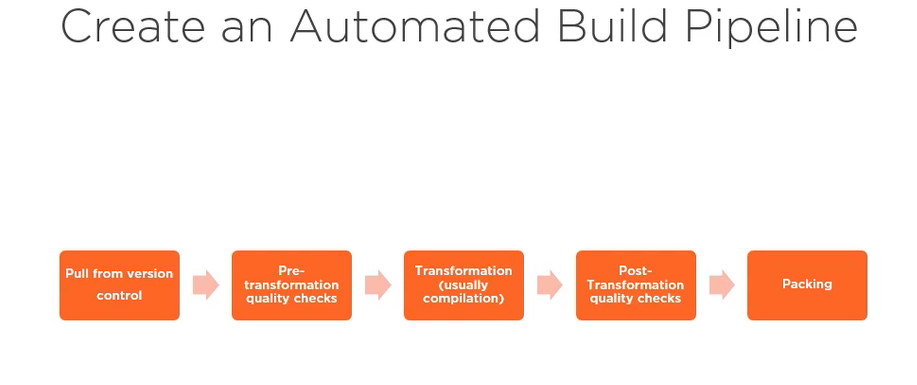 Create an Automated Build Pipeline
Pull from version
control
Pre-
transformation
quality checks
Transformation
(usually
compilation)
Post-
Transformation
quality checks
Packing